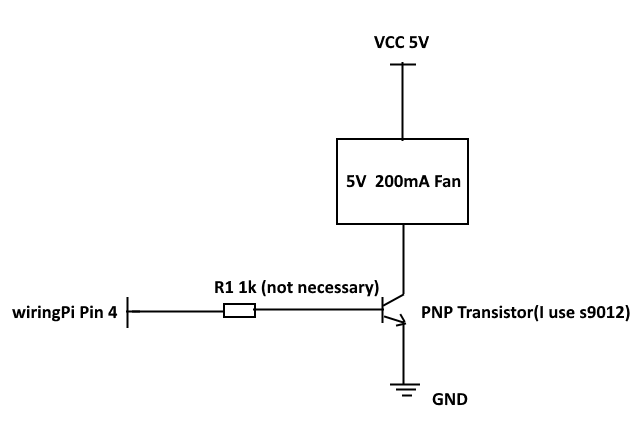 VCC 5V
5V  200mA Fan
R1 1k (not necessary)
wiringPi Pin 4
PNP Transistor(I use s9012)
GND